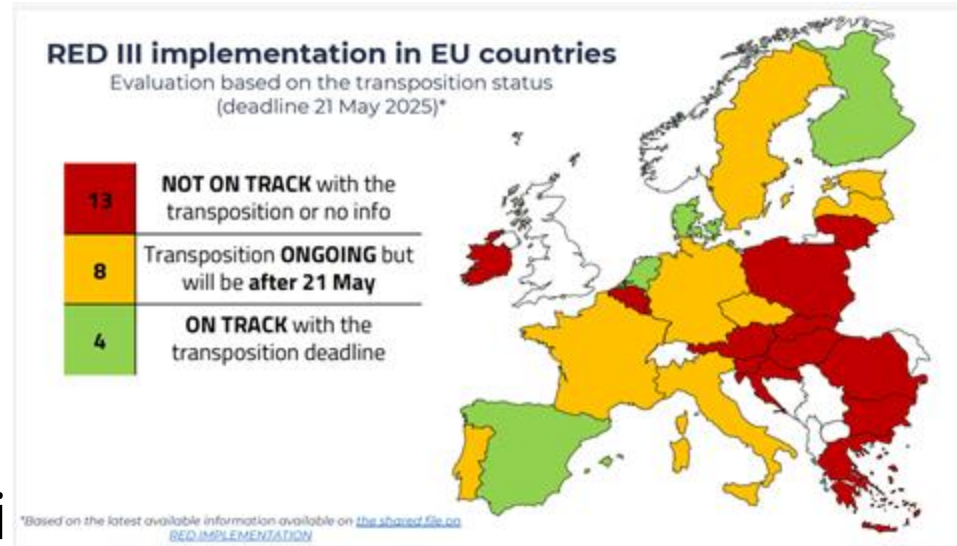 RED III implementation in EU countries
Evaluation based on the transposition status
(deadline 21 May 2025)*
13
NOT ON TRACK with the
transposition or no info
8
Transposition ONGOING but
will be after 21 May
4
ON TRACK with the
transposition deadline
i
*Based on the latest available information available on the shared file on
RED IMPLEMENTATION